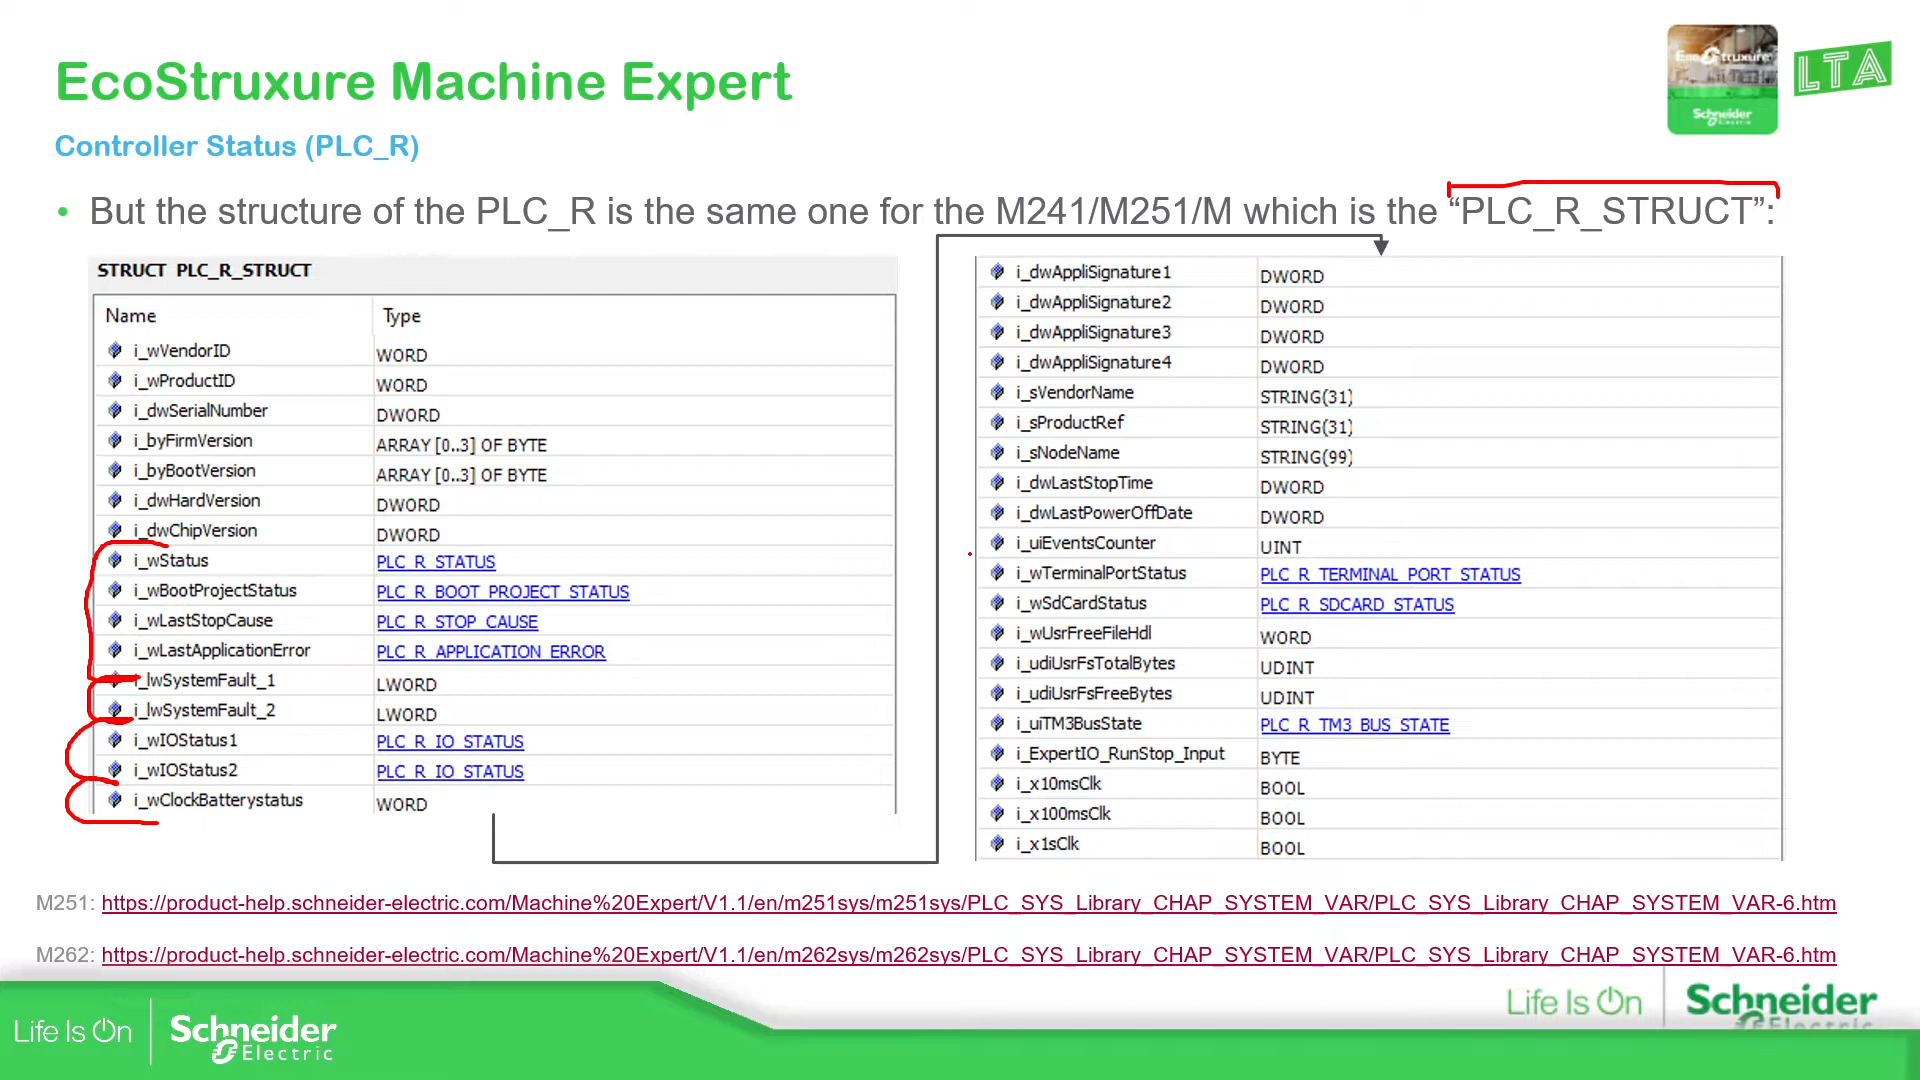 EcoStruxure Machine Expert
EcoStruxure
Schneider
Electric
LTA
Controller Status (PLC_R)
• But the structure of the PLC_R is the same one for the M241/M251/M which is the “PLC_R_STRUCT”:
STRUCT PLC_R_STRUCT
Name Type
i_wVendorID WORD
i_wProductID WORD
i_dwSerialNumber DWORD
i_byFirmVersion ARRAY [0..3] OF BYTE
i_byBootVersion ARRAY [0..3] OF BYTE
i_dwHardVersion DWORD
i_dwChipVersion DWORD
i_wStatus PLC_R_STATUS
i_wBootProjectStatus PLC_R_BOOT_PROJECT_STATUS
i_wLastStopCause PLC_R_STOP_CAUSE
i_wLastApplicationError PLC_R_APPLICATION_ERROR
i_lwSystemFault_1 LWORD
i_lwSystemFault_2 LWORD
i_wIOStatus1 PLC_R_IO_STATUS
i_wIOStatus2 PLC_R_IO_STATUS
i_wClockBatterystatus WORD
i_dwAppliSignature1 DWORD
i_dwAppliSignature2 DWORD
i_dwAppliSignature3 DWORD
i_dwAppliSignature4 DWORD
i_sVendorName STRING(31)
i_sProductRef STRING(31)
i_sNodeName STRING(99)
i_dwLastStopTime DWORD
i_dwLastPowerOffDate DWORD
i_uiEventsCounter UINT
i_wTerminalPortStatus PLC_R_TERMINAL_PORT_STATUS
i_wSdCardStatus PLC_R_SDCARD_STATUS
i_wUsrFreeFileHdl WORD
i_udiUsrFsTotalBytes UDINT
i_udiUsrFsFreeBytes UDINT
i_uiTM3BusState PLC_R_TM3_BUS_STATE
i_ExpertIO_RunStop_Input BYTE
i_x10msClk BOOL
i_x100msClk BOOL
i_x1sClk BOOL
M251: https://product-help.schneider-electric.com/Machine%20Expert/V1.1/en/m251sys/m251sys/PLC_SYS_Library_CHAP_SYSTEM_VAR/PLC_SYS_Library_CHAP_SYSTEM_VAR-6.htm
M262: https://product-help.schneider-electric.com/Machine%20Expert/V1.1/en/m262sys/m262sys/PLC_SYS_Library_CHAP_SYSTEM_VAR/PLC_SYS_Library_CHAP_SYSTEM_VAR-6.htm
Life Is On
Schneider
Electric
Life Is On
Schneider
Electric